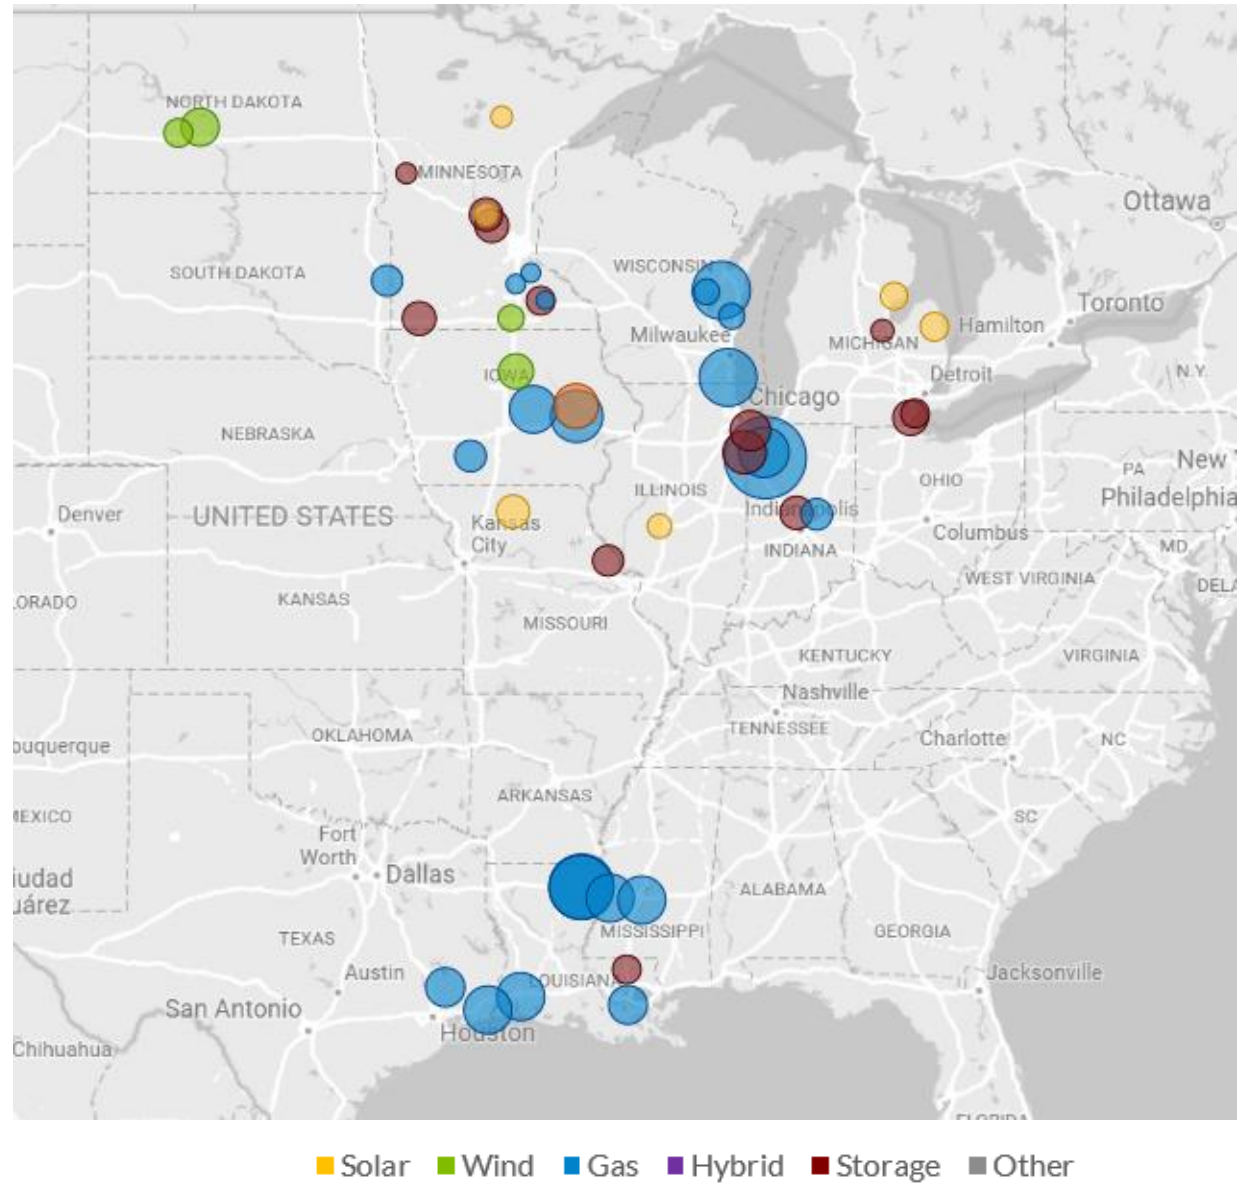 NORTH DAKOTA
MINNESOTA
Ottawa
WISCONSIN
SOUTH DAKOTA
Toronto
Hamilton
Milwaukee
MICHIGAN
N.Y.
IOWA
Detroit
Chicago
NEBRASKA
PA
New Y
OHIO
ILLINOIS
Philadelphia
Indianapolis
Denver
UNITED STATES
Kansas
City
Columbus
INDIANA
MD
WEST VIRGINIA
DELA
ORADO
KANSAS
MISSOURI
KENTUCKY
VIRGINIA
Nashville
TENNESSEE
OKLAHOMA
Charlotte
NC
buquerque
ARKANSAS
MEXICO
SC
Fort
Worth
Dallas
iudad
uárez
ALABAMA
MISSISSIPPI
GEORGIA
TEXAS
Austin
LOUISIANA
Jacksonville
San Antonio
Houston
Chihuahua
FLORIDA
Solar Wind Gas Hybrid Storage Other